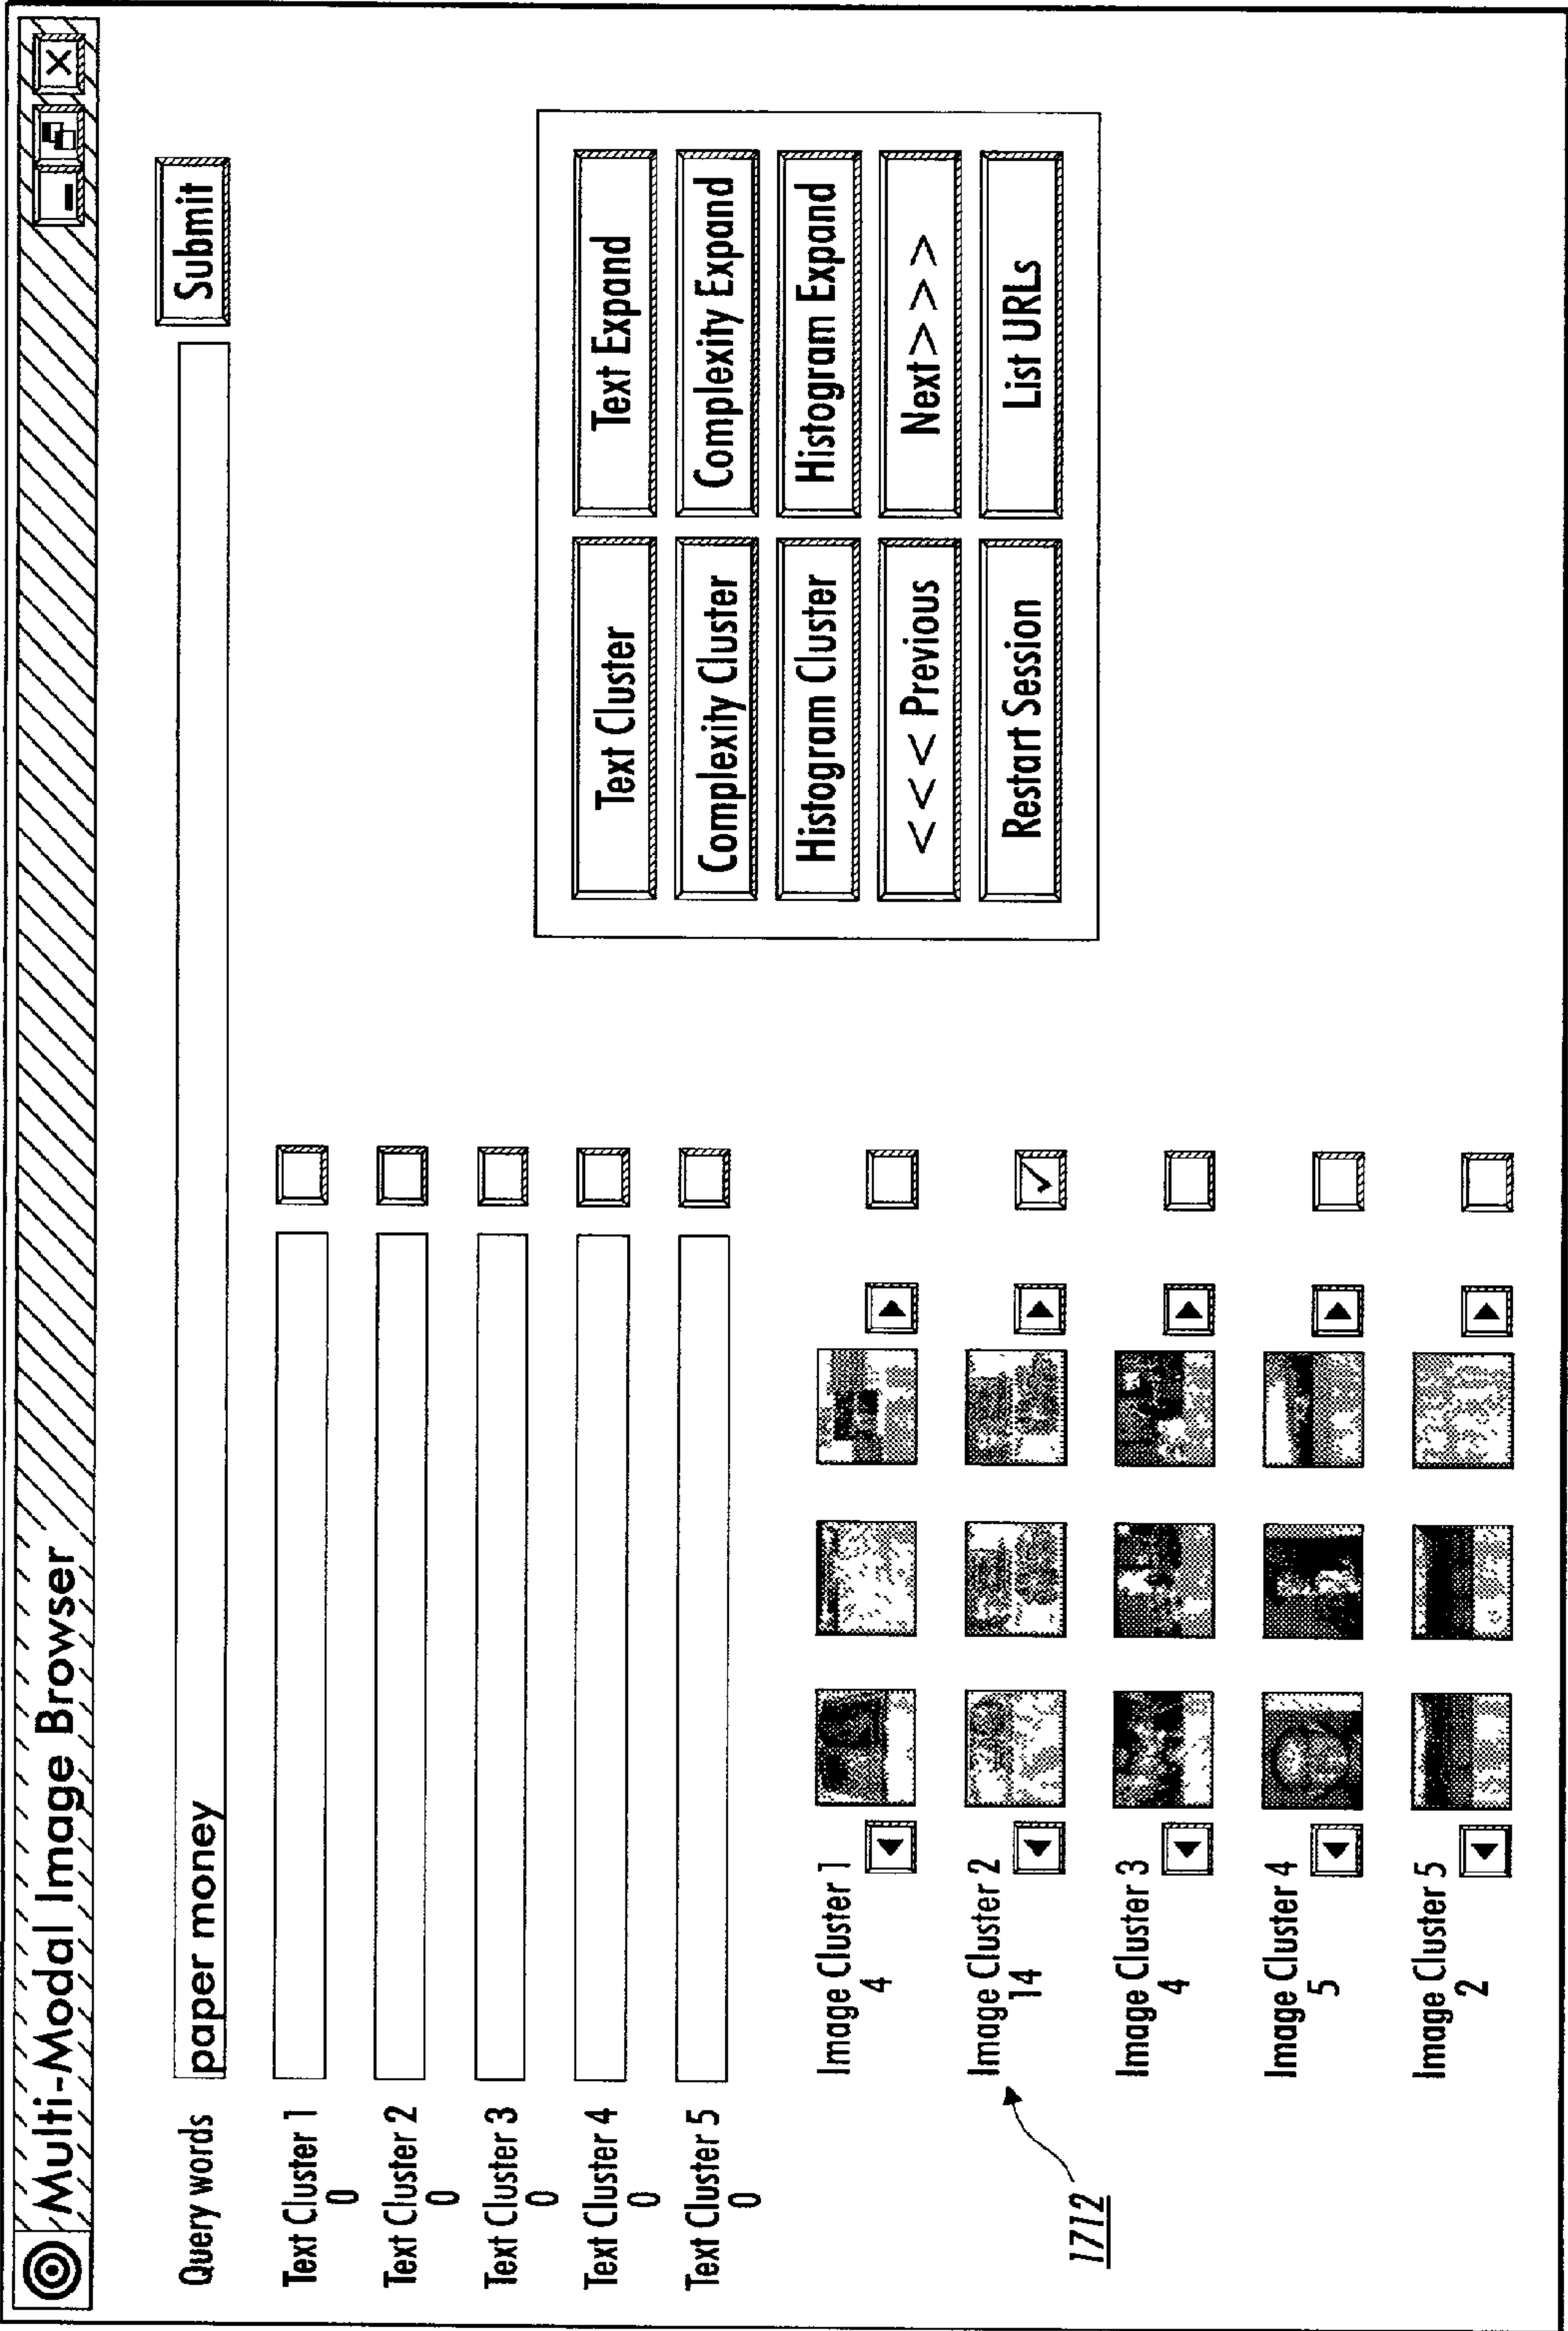 Multi-Modal Image Browser
Query words paper money Submit
Text Cluster 1
0
Text Cluster 2
0
Text Cluster 3
0
Text Cluster 4
0
Text Cluster 5
0
Text Cluster Text Expand
Complexity Cluster Complexity Expand
Histogram Cluster Histogram Expand
<<< Previous Next>>>
Restart Session List URLs
Image Cluster 1
4
Image Cluster 2
14
Image Cluster 3
4
Image Cluster 4
5
Image Cluster 5
2
1712